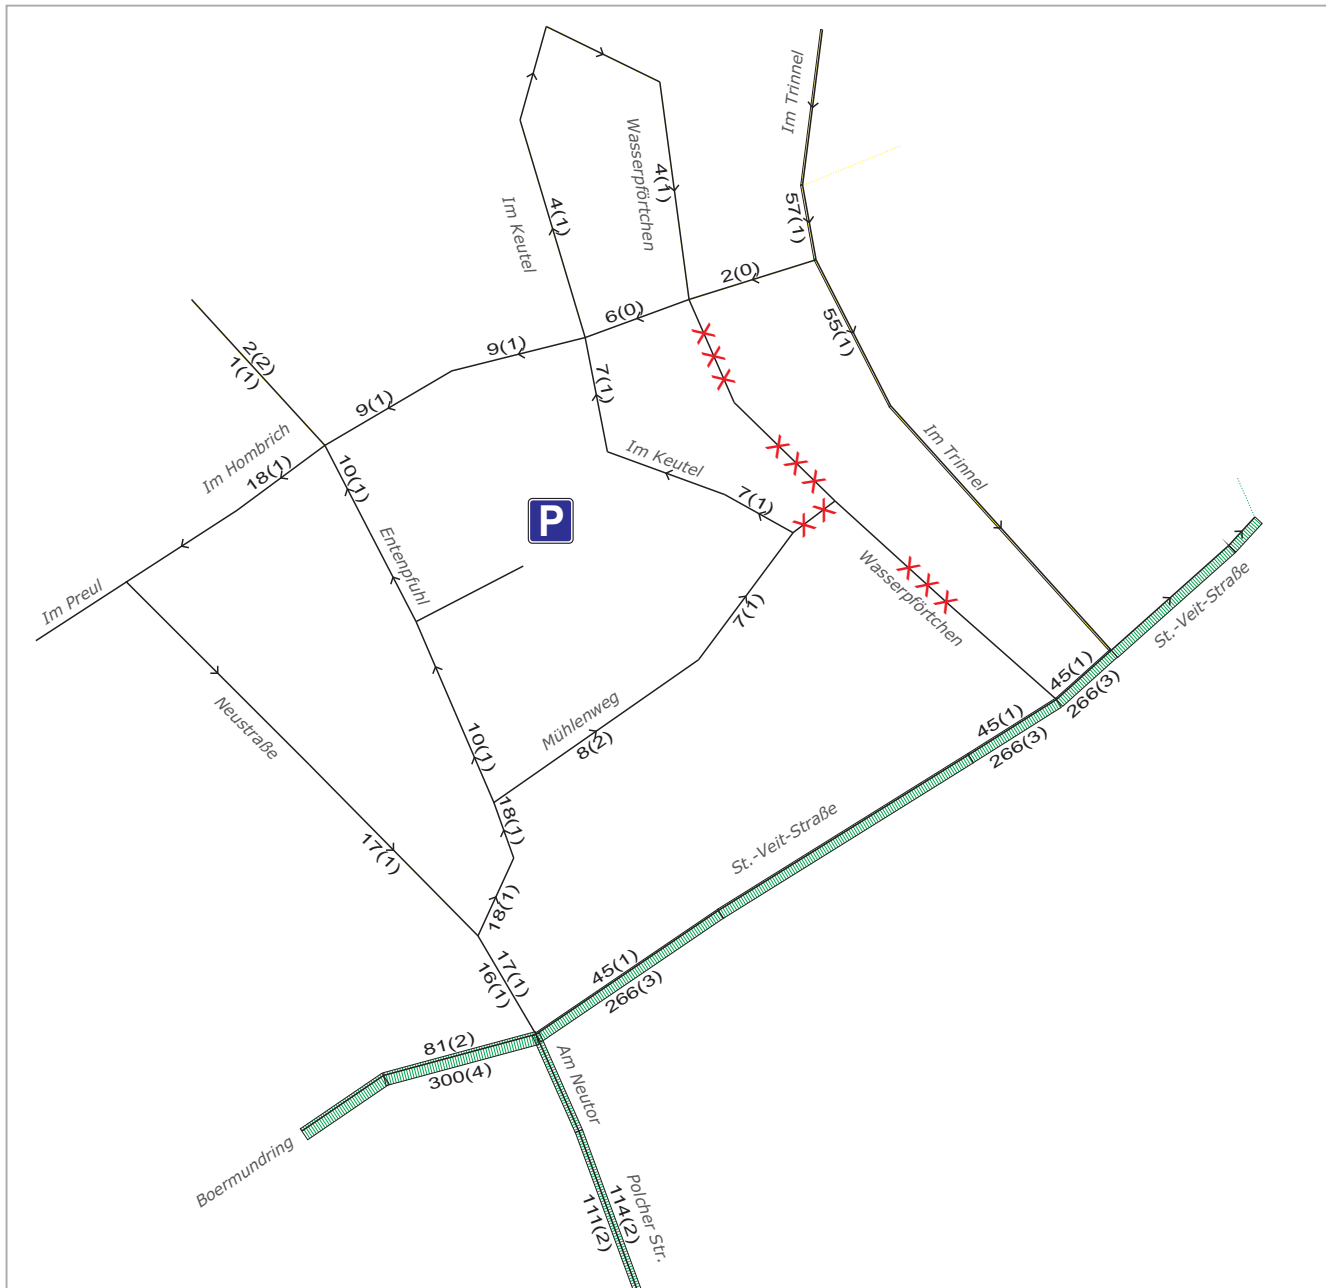 Im Trinnel
Wasserpförtchen
4(1)
57(1)
Im Keutel
4(1)
2(0)
6(0)
55(1)
9(1)
2(2)
1(1)
7(1)
9(1)
Im Hombrich
18(1)
10(1)
Im Keutel
Im Trinnel
7(1)
P
Entenpfuhl
Wasserpförtchen
Im Preul
7(1)
St.-Veit-Straße
45(1)
266(3)
Neustraße
Mühlenweg
8(2)
10(1)
45(1)
266(3)
18(1)
St.-Veit-Straße
17(1)
18(1)
17(1)
16(1)
45(1)
266(3)
81(2)
300(4)
Am Neutor
Boermundring
Polcher Str.
114(2)
111(2)